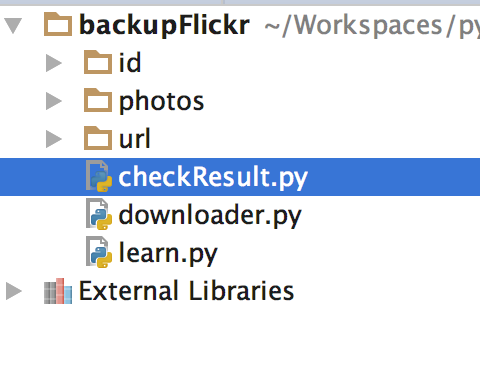 backupFlickr ~/Workspaces/py
id
photos
url
checkResult.py
downloader.py
learn.py
External Libraries